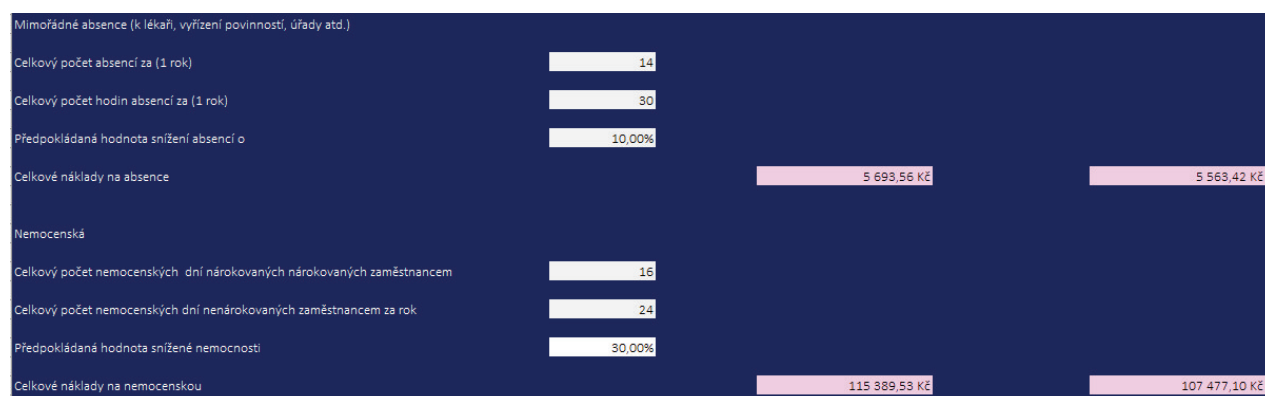 Mimořádné absence (k lékaři, vyřízení povinností, úřady atd.)
Celkový počet absencí za (1 rok) 14
Celkový počet hodin absencí za (1 rok) 30
Předpokládaná hodnota snížení absencí o 10,00%
Celkové náklady na absence 5 693,56 Kč 5 563,42 Kč
Nemocenská
Celkový počet nemocenských dní nárokovaných nárokovaných zaměstnancem 16
Celkový počet nemocenských dní nenárokovaných zaměstnancem za rok 24
Předpokládaná hodnota snížené nemocnosti 30,00%
Celkové náklady na nemocenskou 115 389,53 Kč 107 477,10 Kč